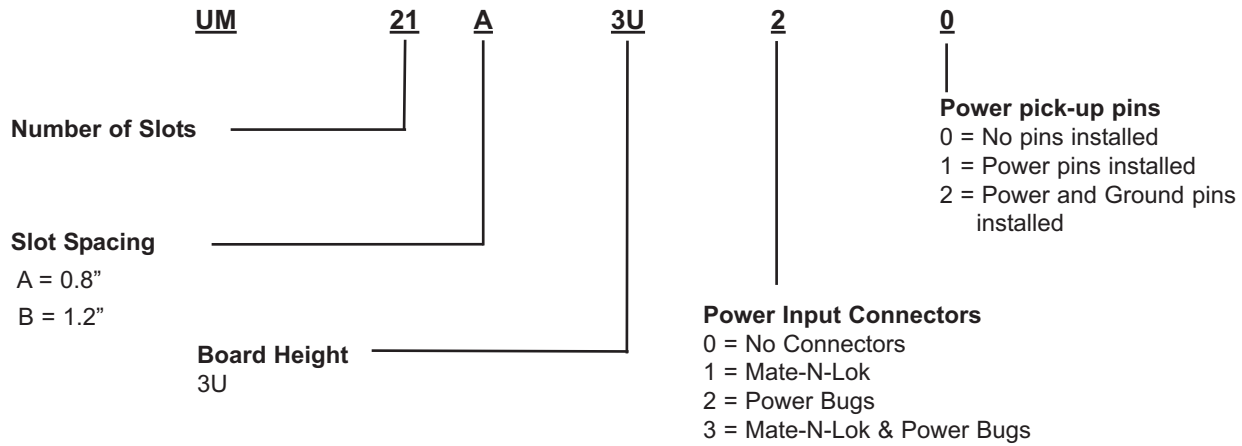 UM 21 A 3U 2 0
Number of Slots
Slot Spacing
A = 0.8”
B = 1.2”
Board Height
3U
Power Input Connectors
0 = No Connectors
1 = Mate-N-Lok
2 = Power Bugs
3 = Mate-N-Lok & Power Bugs
Power pick-up pins
0 = No pins installed
1 = Power pins installed
2 = Power and Ground pins
installed